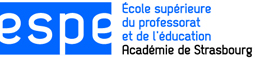 espe
École supérieure
du professorat
et de l'éducation
Académie de Strasbourg